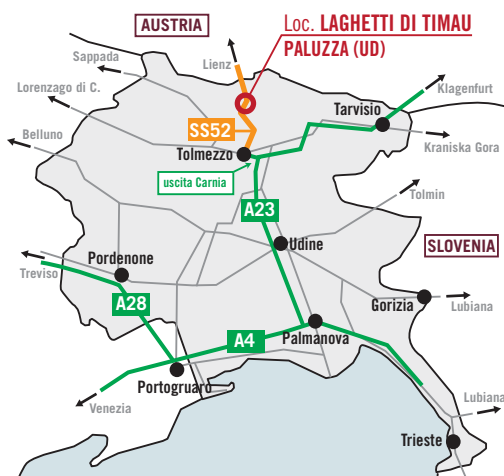 AUSTRIA
Loc. LAGHETTI DI TIMAU
PALUZZA (UD)
Sappada
Lienz
Lorenzago di C.
Klagenfurt
Tarvisio
SS52
Belluno
Tolmezzo
Kraniska Gora
uscita Carnia
Tolmin
A23
Udine
SLOVENIA
Pordenone
Treviso
A28
Gorizia
Lubiana
A4
Palmanova
Portogruaro
Venezia
Lubiana
Trieste